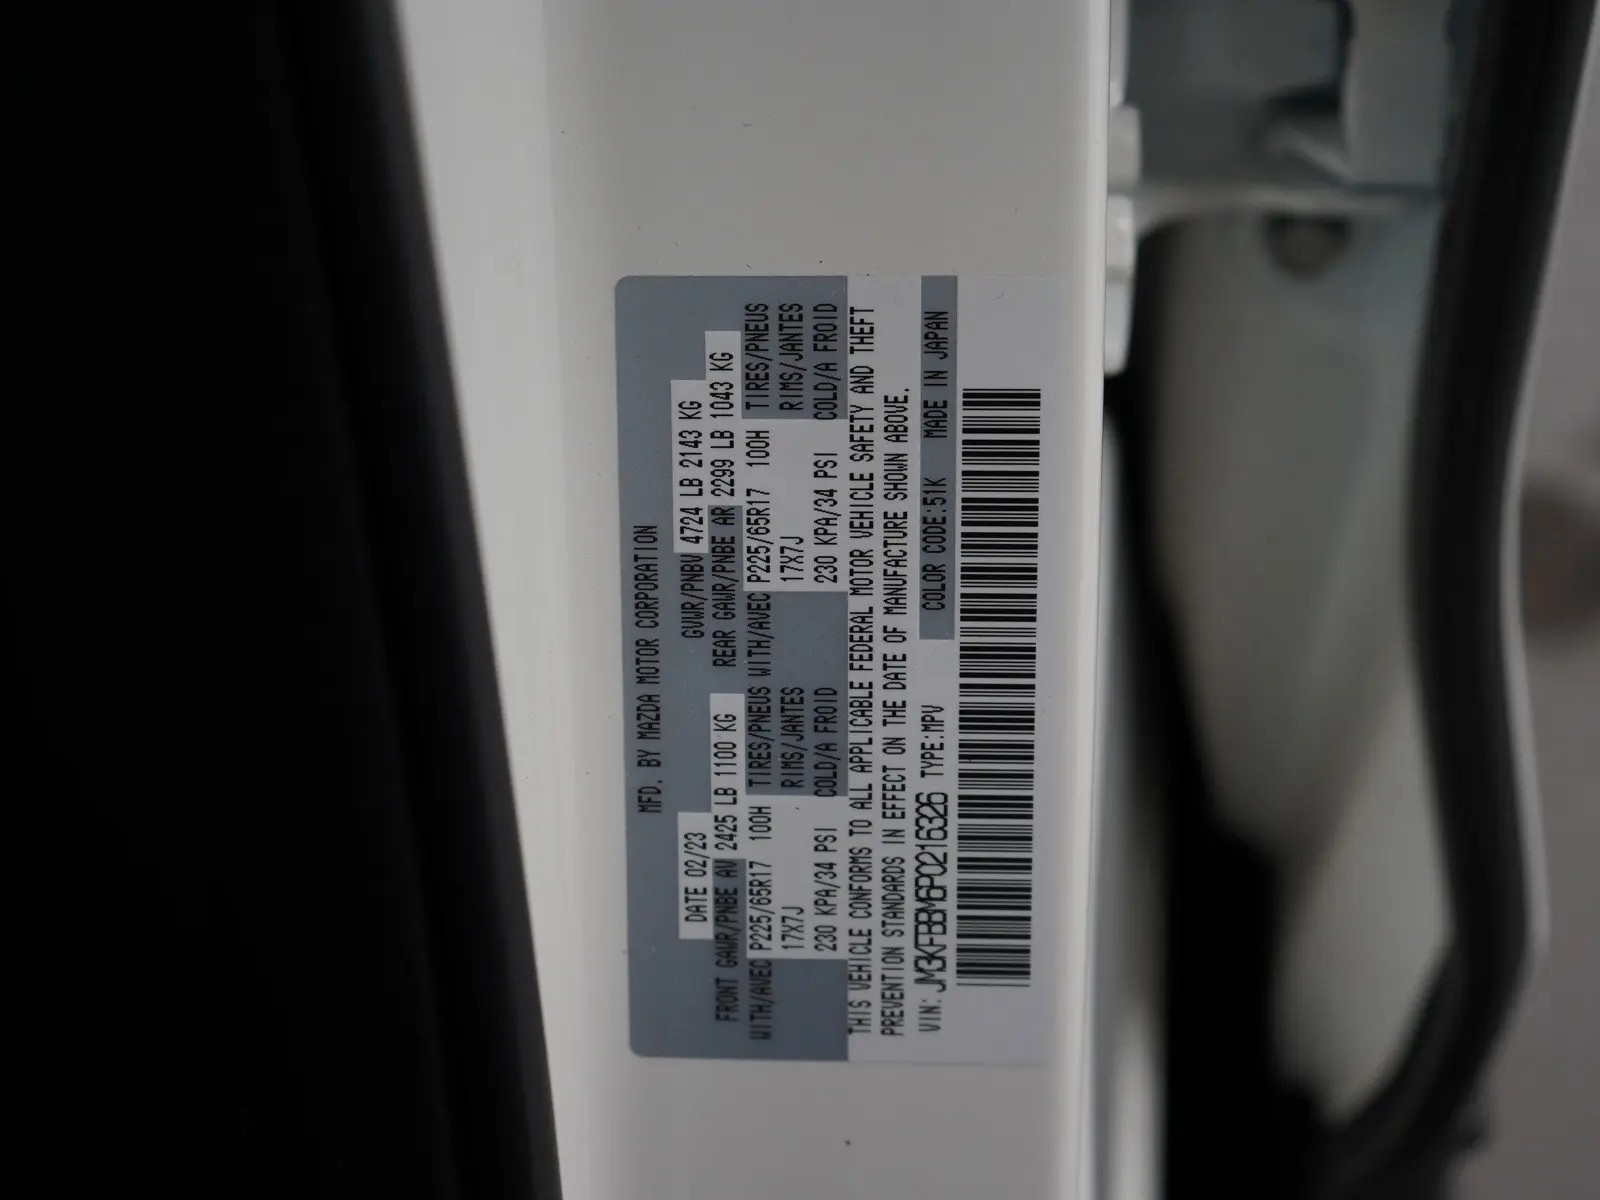 MFD. BY MAZDA MOTOR CORPORATION
DATE 02/23 GVWR/PNBV 4724 LB 2143 KG
FRONT GAWR/PNBE AV 2425 LB 1100 KG REAR GAWR/PNBE AR 2299 LB 1043 KG
WITH/AVEC P225/65R17 100H TIRES/PNEUS WITH/AVEC P225/65R17 100H TIRES/PNEUS
17X7J RIMS/JANTES 17X7J RIMS/JANTES
230 KPA/34 PSI COLD/A FROID 230 KPA/34 PSI COLD/A FROID
THIS VEHICLE CONFORMS TO ALL APPLICABLE FEDERAL MOTOR VEHICLE SAFETY AND THEFT
PREVENTION STANDARDS IN EFFECT ON THE DATE OF MANUFACTURE SHOWN ABOVE.
VIN: JM3KFBBM6P0216326 TYPE:MPV COLOR CODE:51K MADE IN JAPAN